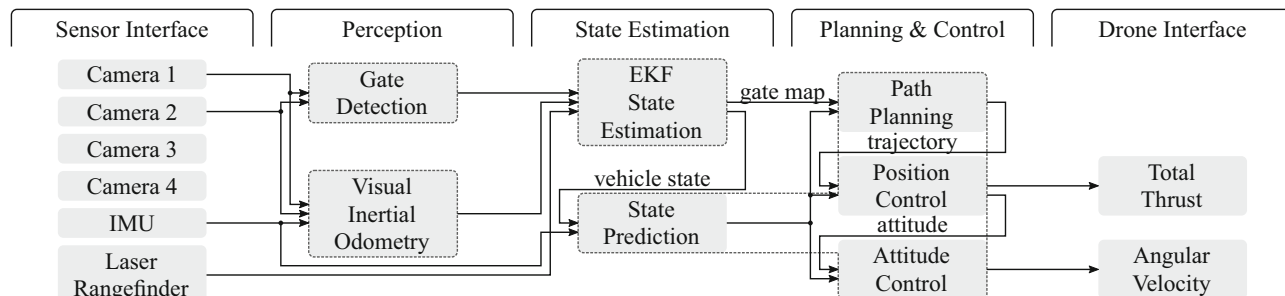 Sensor Interface
Perception
State Estimation
Planning & Control
Drone Interface
Camera 1
Camera 2
Camera 3
Camera 4
IMU
Laser
Rangefinder
Gate
Detection
Visual
Inertial
Odometry
EKF
State
Estimation
vehicle state
State
Prediction
gate map
Path
Planning
trajectory
Position
Control
attitude
Attitude
Control
Total
Thrust
Angular
Velocity